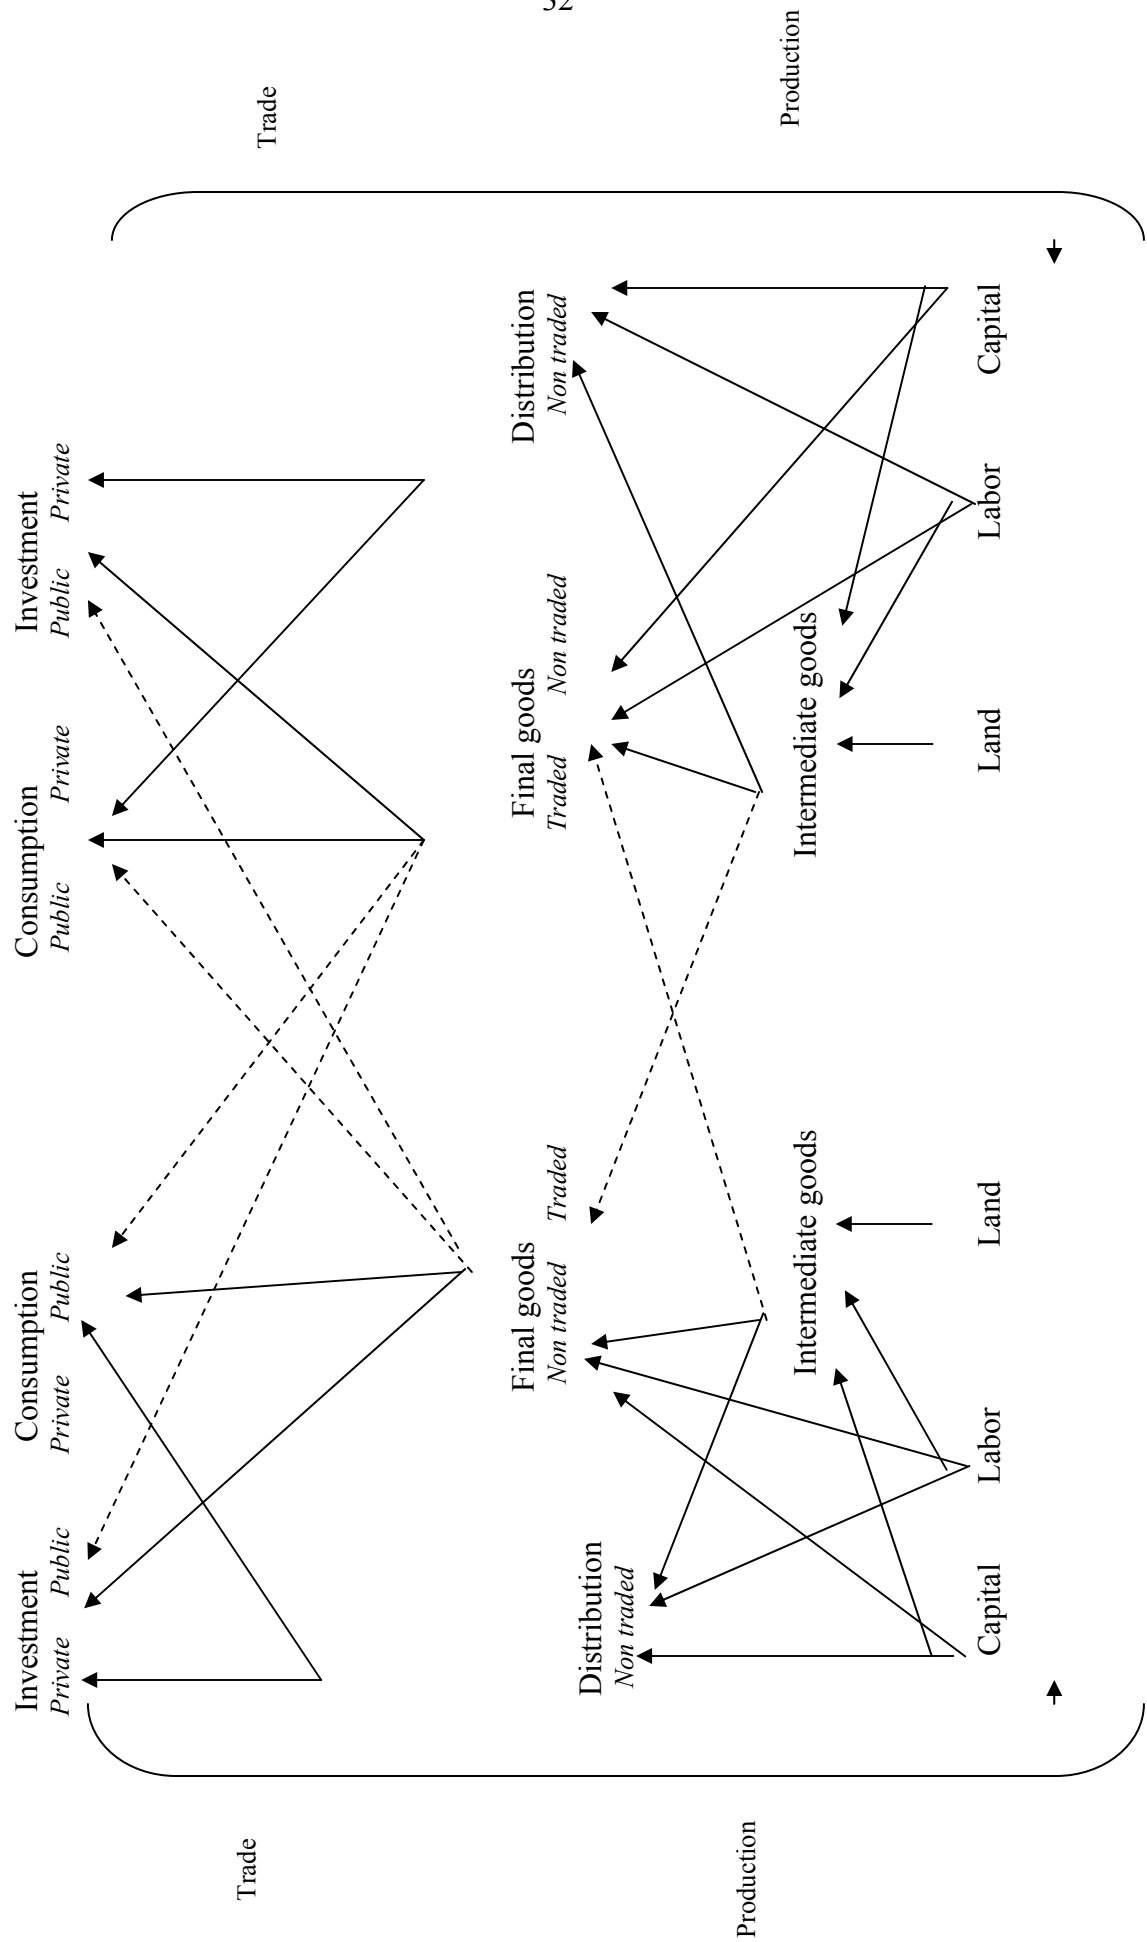 Investment Consumption Consumption Investment
Private Public Private Public Public Private Public Private
Trade Trade
Final goods Final goods Distribution
Non traded Traded Traded Non traded Non traded
Distribution
Non traded
Production Production
Intermediate goods Intermediate goods
Capital Labor Land Land Labor Capital